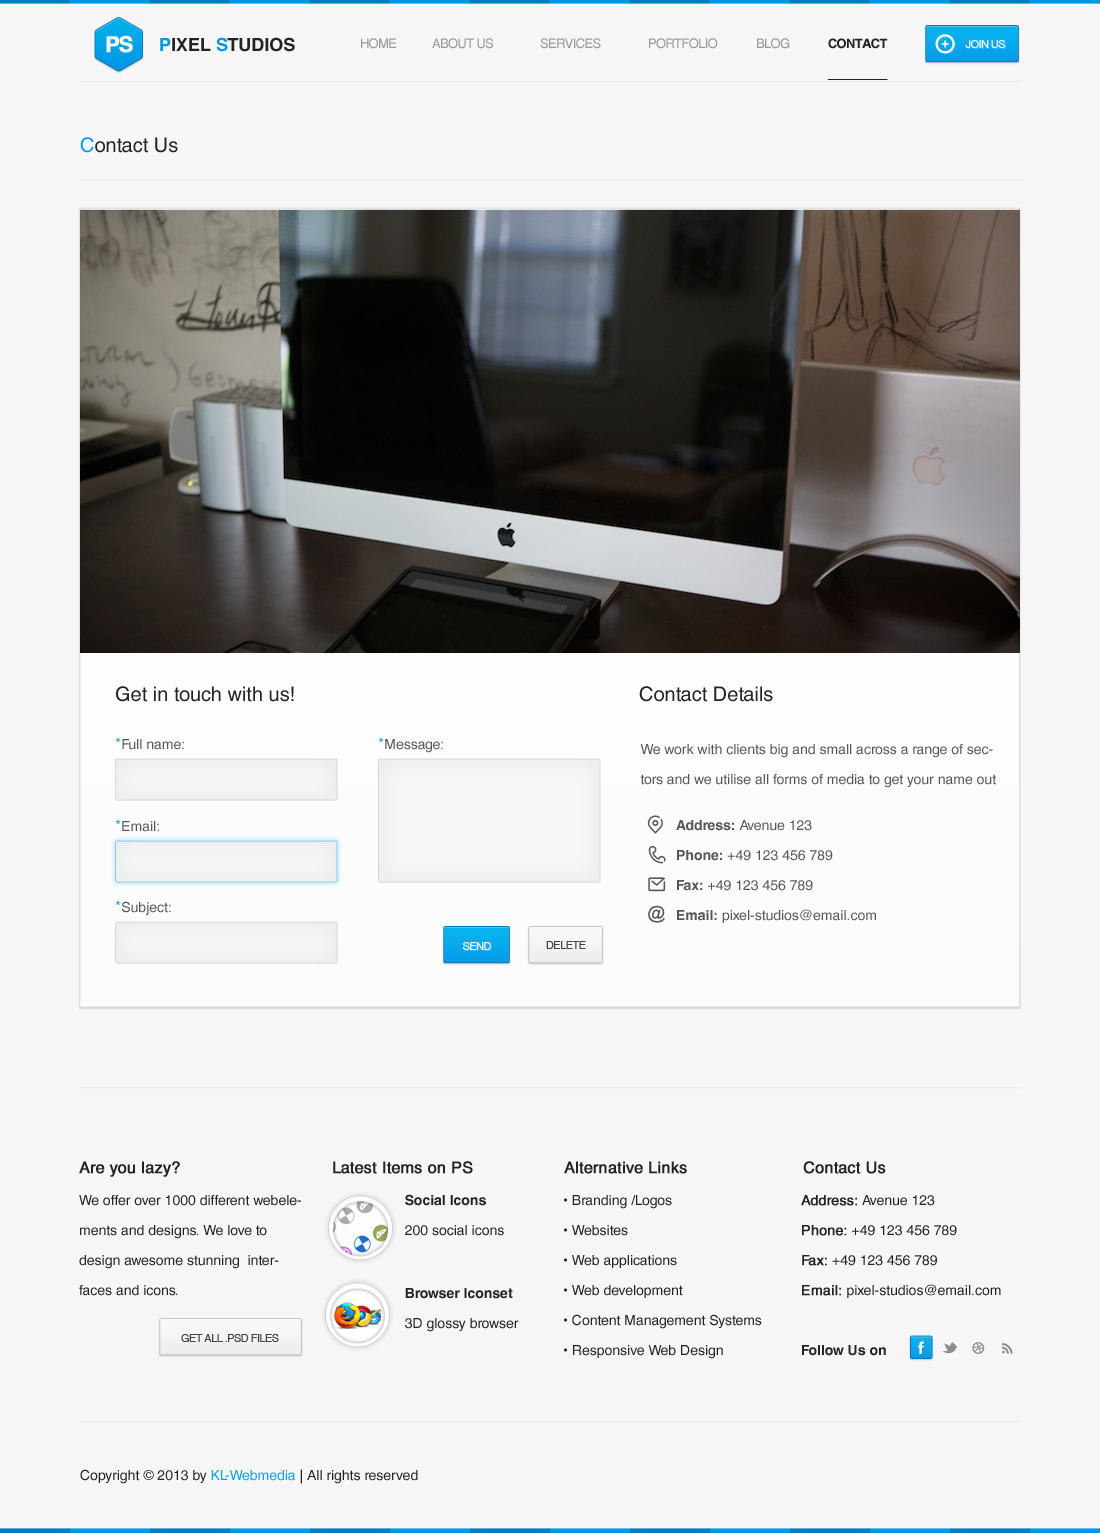 PS PIXEL STUDIOS HOME ABOUT US SERVICES PORTFOLIO BLOG CONTACT JOIN US
Contact Us
Get in touch with us!
*Full name:
*Email:
*Subject:
*Message:
SEND DELETE
Contact Details
We work with clients big and small across a range of sec-
tors and we utilise all forms of media to get your name out
Address: Avenue 123
Phone: +49 123 456 789
Fax: +49 123 456 789
Email: pixel-studios@email.com
Are you lazy?
We offer over 1000 different webele-
ments and designs. We love to
design awesome stunning inter-
faces and icons.
GET ALL .PSD FILES
Latest Items on PS
Social Icons
200 social icons
Browser Iconset
3D glossy browser
Alternative Links
• Branding /Logos
• Websites
• Web applications
• Web development
• Content Management Systems
• Responsive Web Design
Contact Us
Address: Avenue 123
Phone: +49 123 456 789
Fax: +49 123 456 789
Email: pixel-studios@email.com
Follow Us on
Copyright © 2013 by KL-Webmedia | All rights reserved